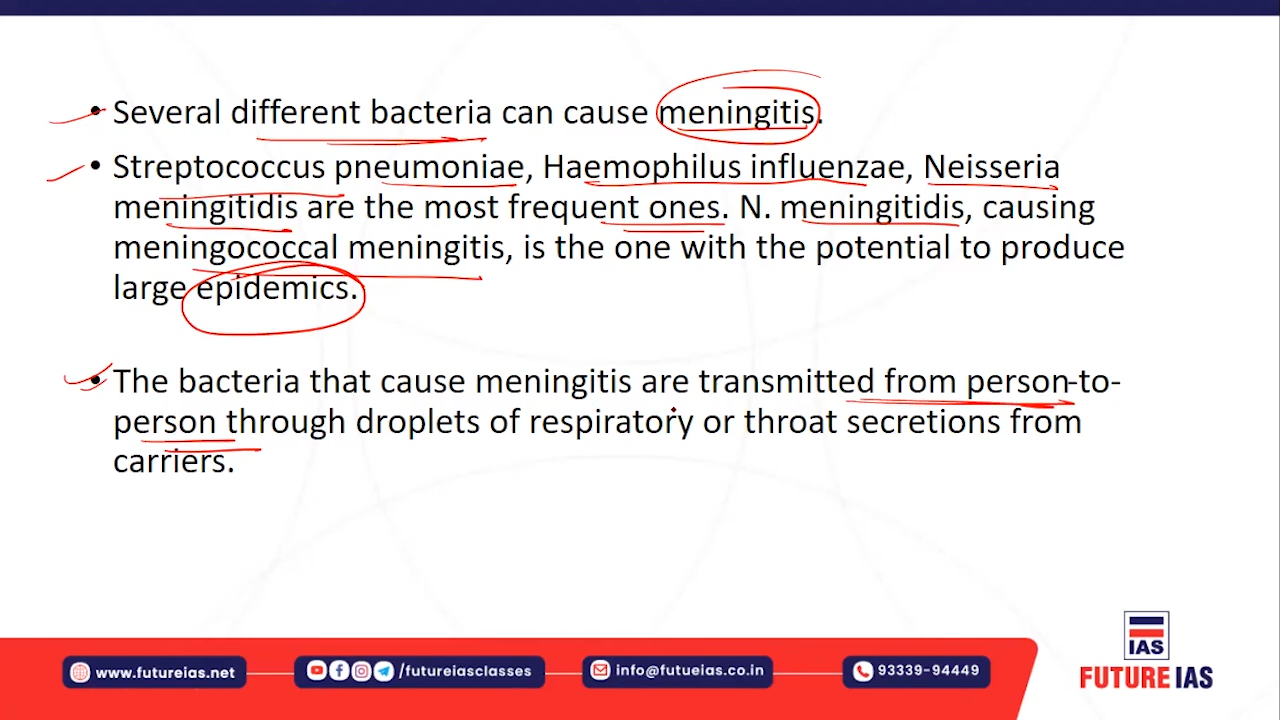 • Several different bacteria can cause meningitis.
• Streptococcus pneumoniae, Haemophilus influenzae, Neisseria
meningitidis are the most frequent ones. N. meningitidis, causing
meningococcal meningitis, is the one with the potential to produce
large epidemics.
• The bacteria that cause meningitis are transmitted from person-to-
person through droplets of respiratory or throat secretions from
carriers.
IAS
FUTURE IAS
www.futureias.net
/futureiasclasses
info@futueias.co.in
93339-94449